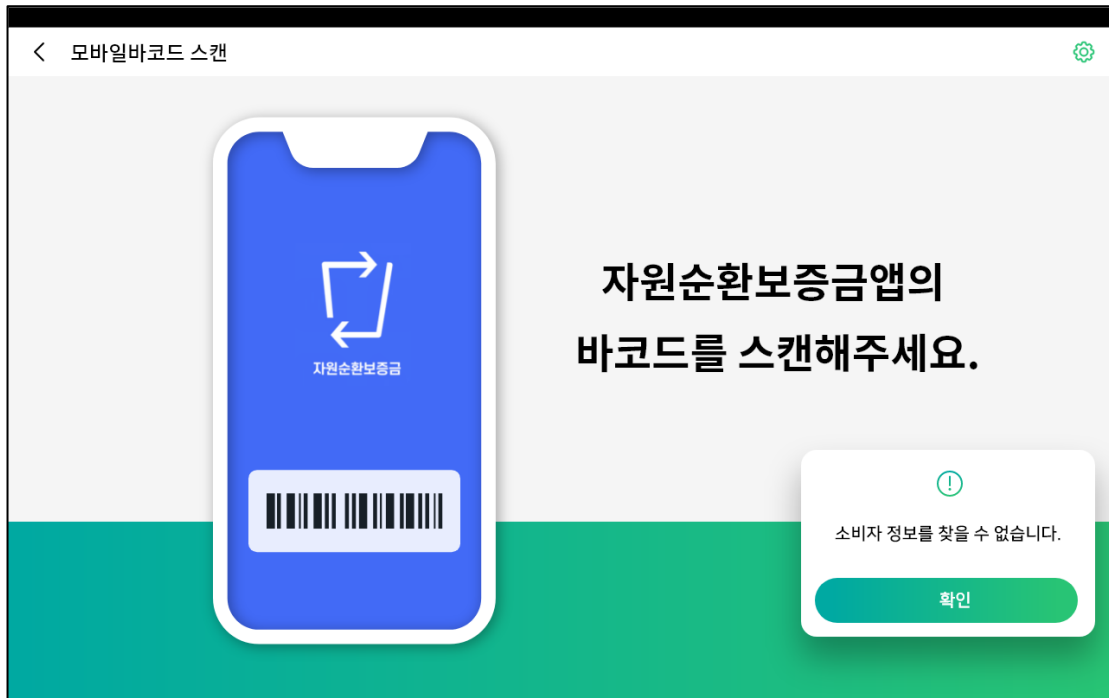 모바일바코드 스캔
자원순환보증금
자원순환보증금앱의
바코드를 스캔해주세요.
소비자 정보를 찾을 수 없습니다.
확인